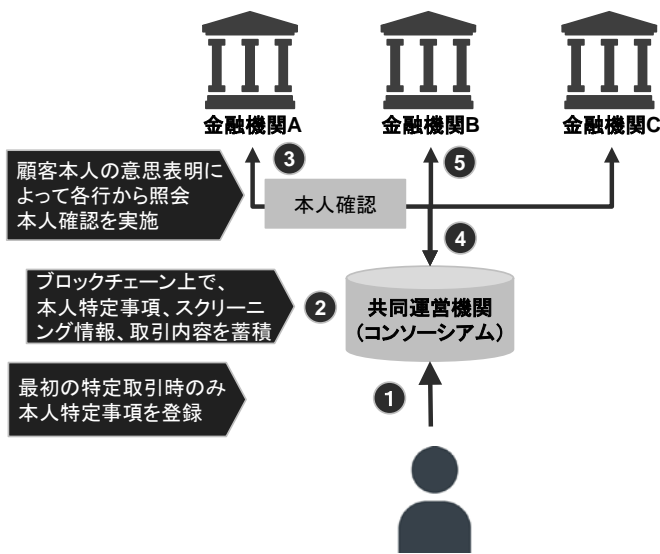 金融機関A
金融機関B
金融機関C
3
5
顧客本人の意思表明に
よって各行から照会
本人確認を実施
本人確認
4
ブロックチェーン上で、
本人特定事項、スクリーニ
ング情報、取引内容を蓄積
2
共同運営機関
（コンソーシアム）
最初の特定取引時のみ
本人特定事項を登録
1